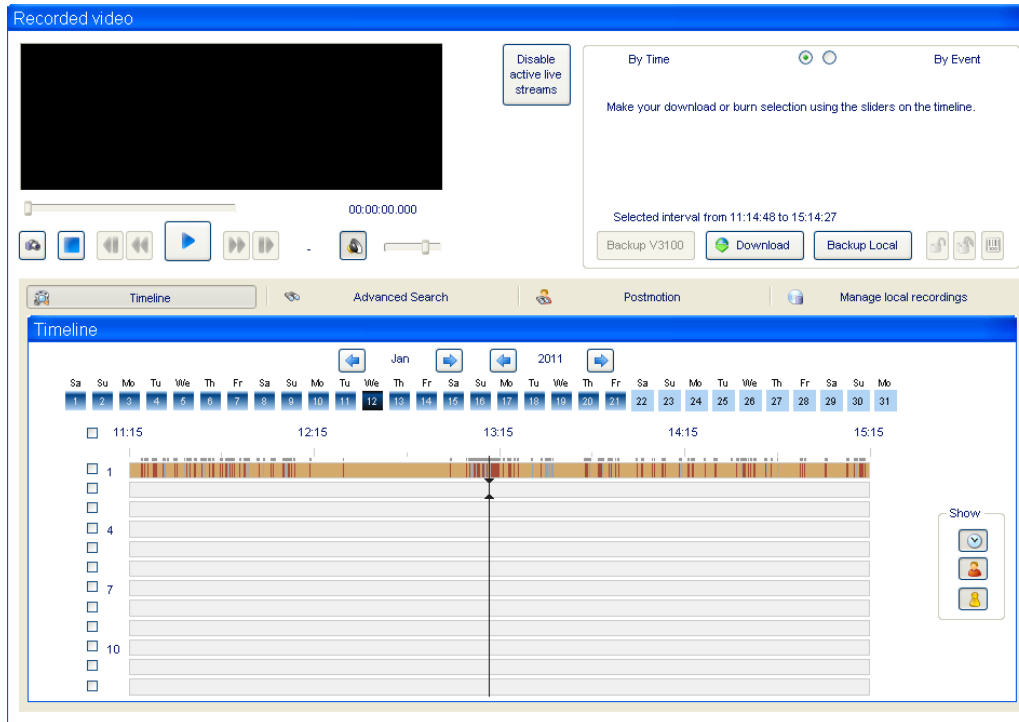 Recorded video
Disable
active live
streams
By Time
By Event
Make your download or burn selection using the sliders on the timeline.
00:00:00.000
Selected interval from 11:14:48 to 15:14:27
-
Backup V3100
Download
Backup Local
Timeline
Advanced Search
Postmotion
Manage local recordings
Timeline
Jan
2011
Sa Su Mo Tu We Th Fr Sa Su Mo Tu We Th Fr Sa Su Mo Tu We Th Fr Sa Su Mo Tu We Th Fr Sa Su Mo
1 2 3 4 5 6 7 8 9 10 11 12 13 14 15 16 17 18 19 20 21 22 23 24 25 26 27 28 29 30 31
11:15 12:15 13:15 14:15 15:15
1
4
Show
7
10